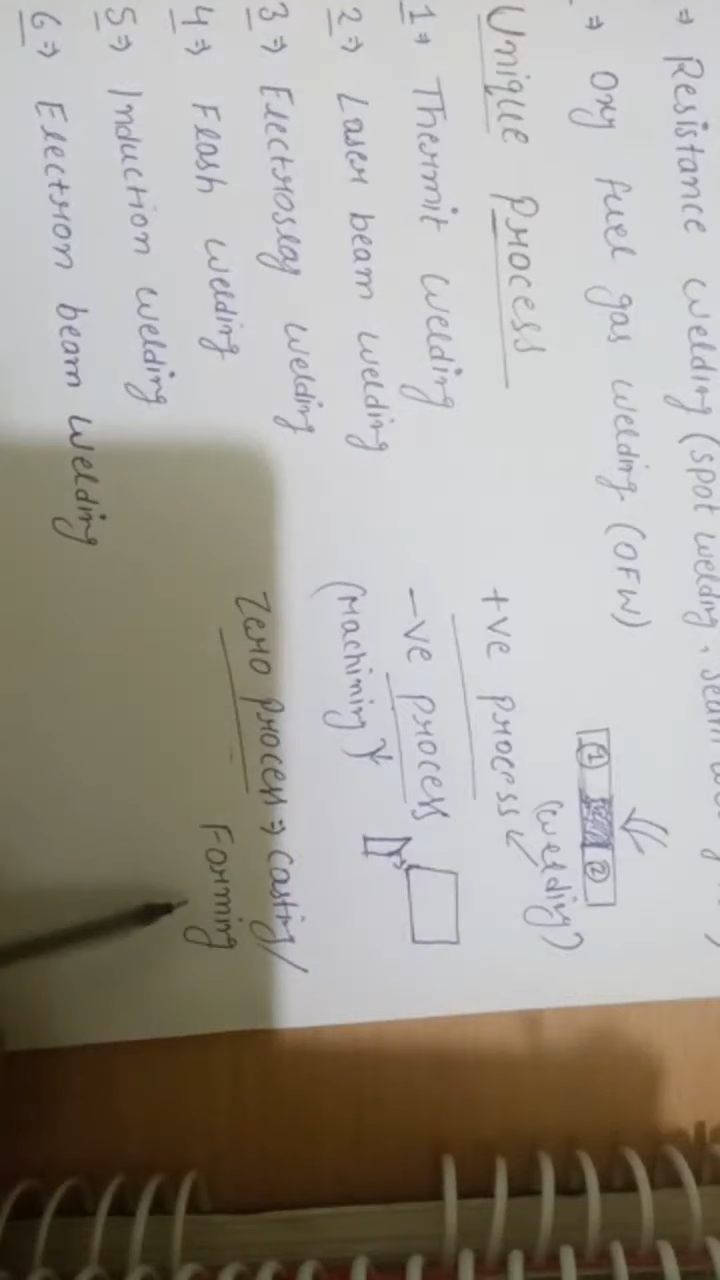 ⇒ Resistance welding (spot welding, seam
⇒ Oxy fuel gas welding (OFW)
① ②
Unique process
1⇒ Thermit welding
2⇒ Laser beam welding
3⇒ Electroslag welding
4⇒ Flash welding
5⇒ Induction welding
6⇒ Electron beam welding
+ve process
(welding)
-ve process
(Machining)
Zero process ⇒ casting/
Forming